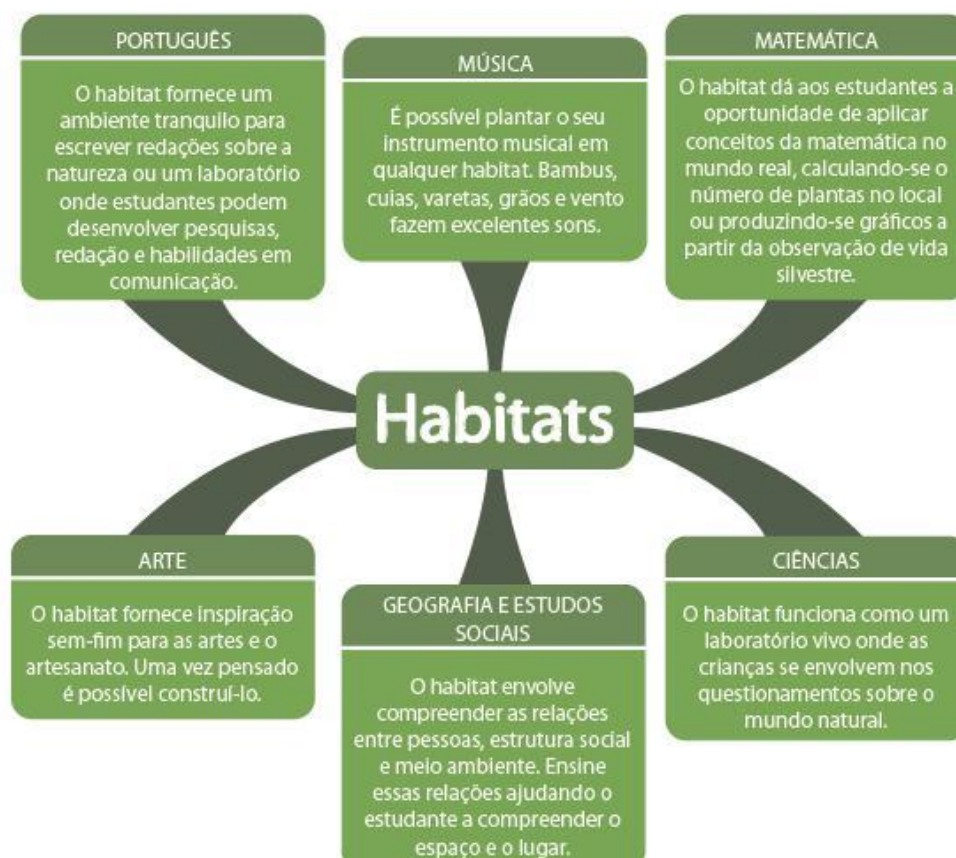 PORTUGUÊS
O habitat fornece um
ambiente tranquilo para
escrever redações sobre a
natureza ou um laboratório
onde estudantes podem
desenvolver pesquisas,
redação e habilidades em
comunicação.
MÚSICA
É possível plantar o seu
instrumento musical em
qualquer habitat. Bambus,
cuias, varetas, grãos e vento
fazem excelentes sons.
MATEMÁTICA
O habitat dá aos estudantes a
oportunidade de aplicar
conceitos da matemática no
mundo real, calculando-se o
número de plantas no local
ou produzindo-se gráficos a
partir da observação de vida
silvestre.
Habitats
ARTE
O habitat fornece inspiração
sem-fim para as artes e o
artesanato. Uma vez pensado
é possível construí-lo.
GEOGRAFIA E ESTUDOS
SOCIAIS
O habitat envolve
compreender as relações
entre pessoas, estrutura social
e meio ambiente. Ensine
essas relações ajudando o
estudante a compreender o
espaço e o lugar.
CIÊNCIAS
O habitat funciona como um
laboratório vivo onde as
crianças se envolvem nos
questionamentos sobre o
mundo natural.